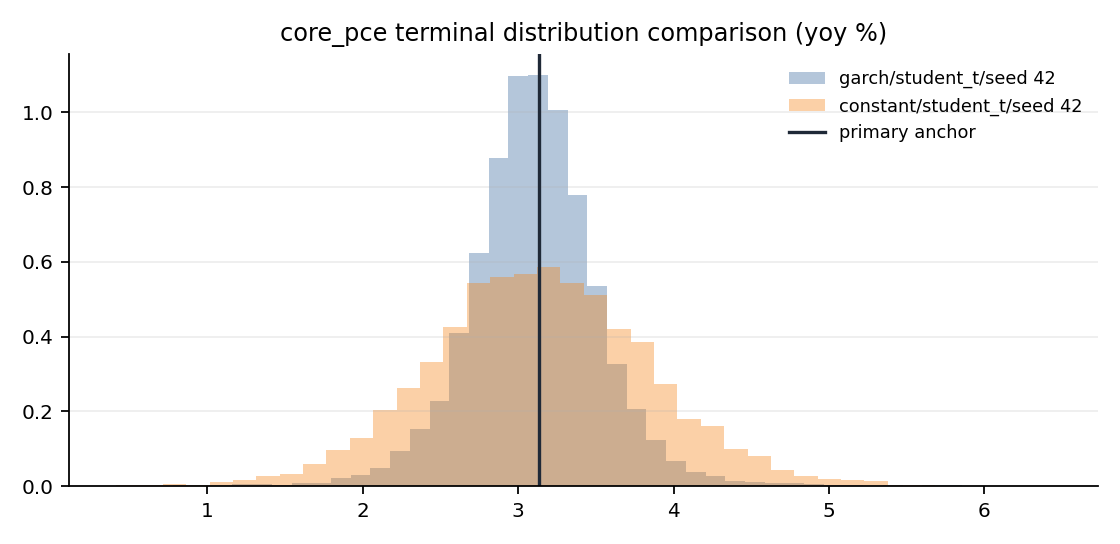 core_pce terminal distribution comparison (yoy %)
garch/student_t/seed 42
constant/student_t/seed 42
primary anchor
1.0
0.8
0.6
0.4
0.2
0.0
1 2 3 4 5 6